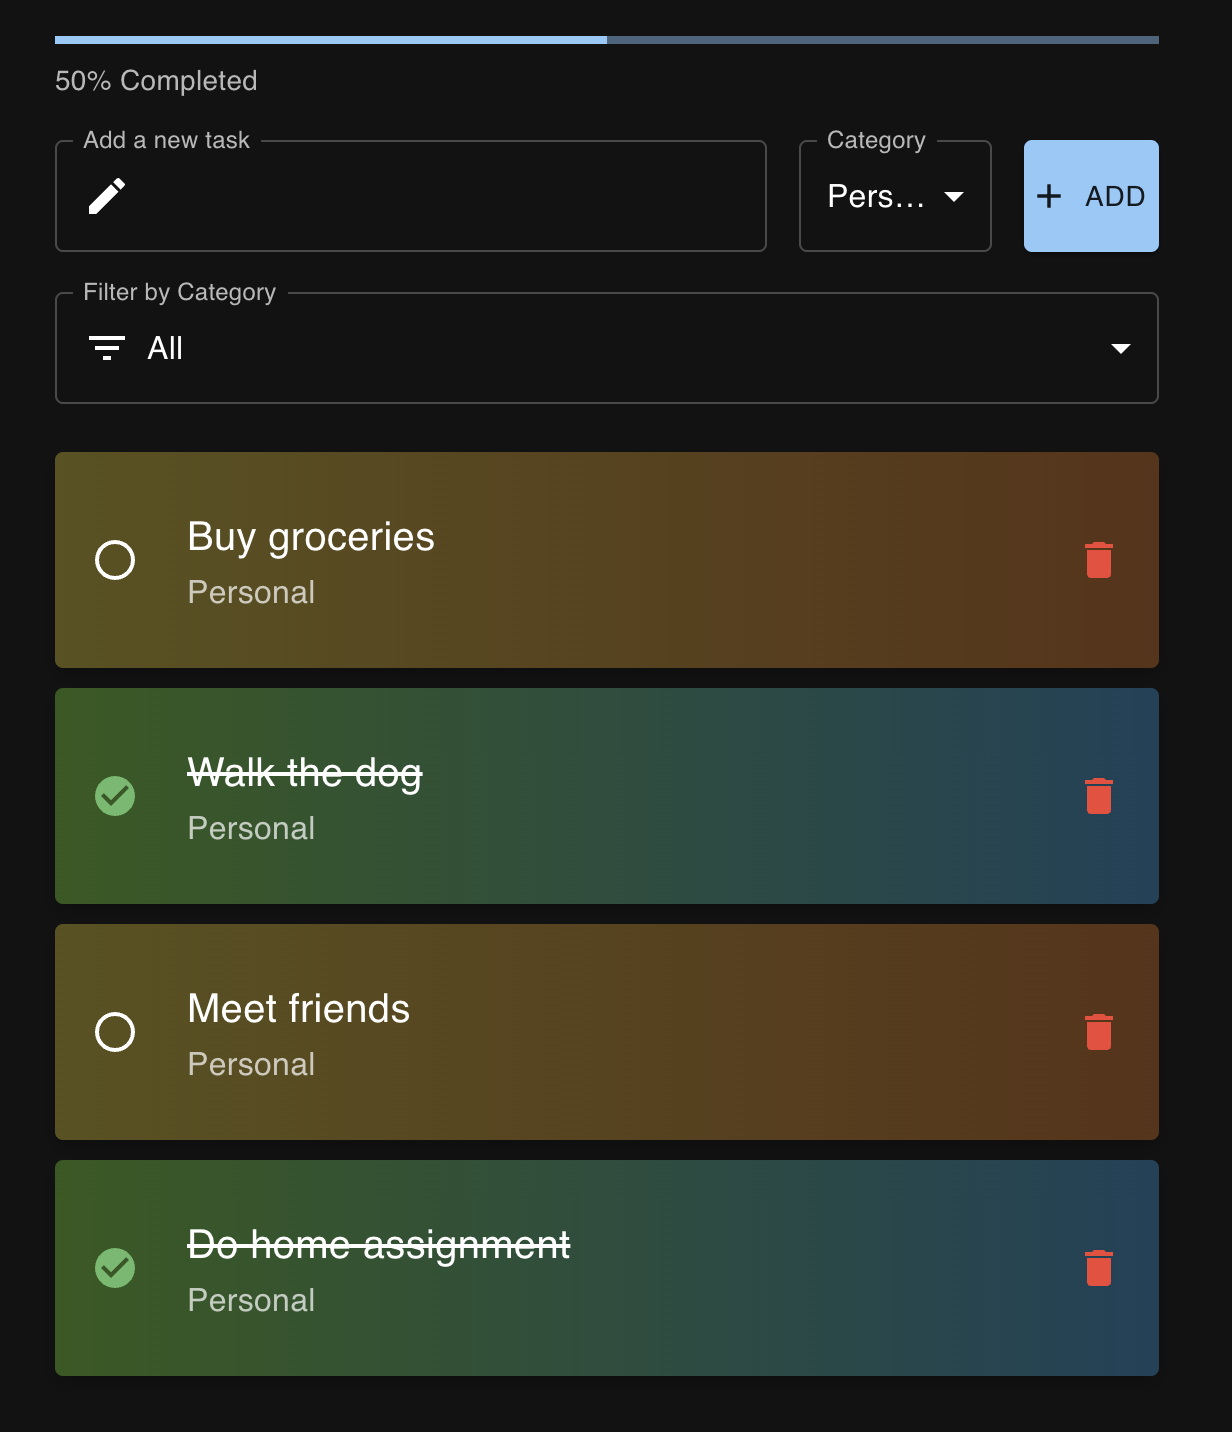 50% Completed
Add a new task
Category
Pers...
+ ADD
Filter by Category
All
Buy groceries
Personal
Walk the dog
Personal
Meet friends
Personal
Do home assignment
Personal